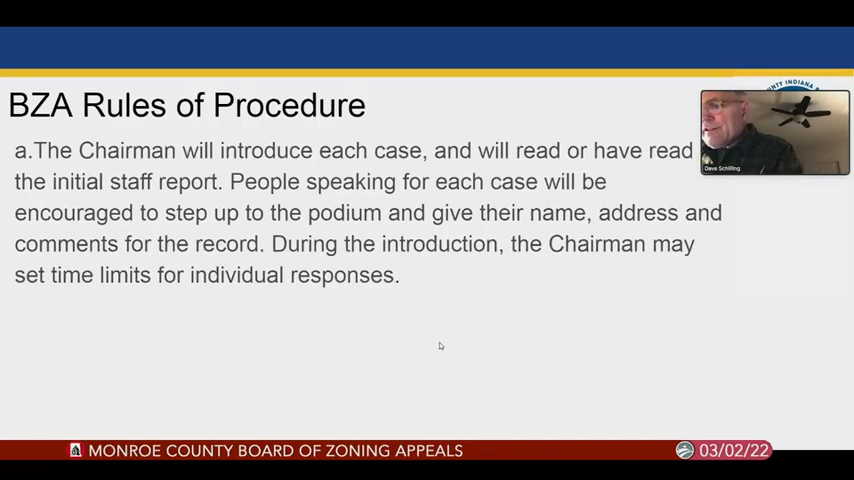 BZA Rules of Procedure
a.The Chairman will introduce each case, and will read or have read
the initial staff report. People speaking for each case will be
encouraged to step up to the podium and give their name, address and
comments for the record. During the introduction, the Chairman may
set time limits for individual responses.
Dave Schilling
MONROE COUNTY BOARD OF ZONING APPEALS
03/02/22